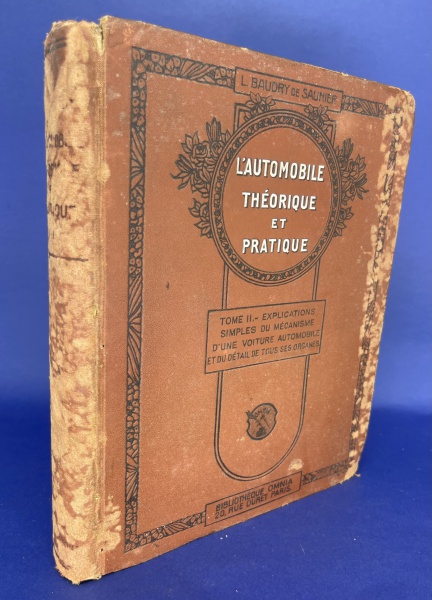 L. BAUDRY DE SAUNIER
L'AUTOMOBILE
THÉORIQUE
ET
PRATIQUE
TOME II.- EXPLICATIONS
SIMPLES DU MÉCANISME
D'UNE VOITURE AUTOMOBILE
ET DU DÉTAIL DE TOUS SES ORGANES
BIBLIOTHÈQUE OMNIA
20, RUE DURET PARIS